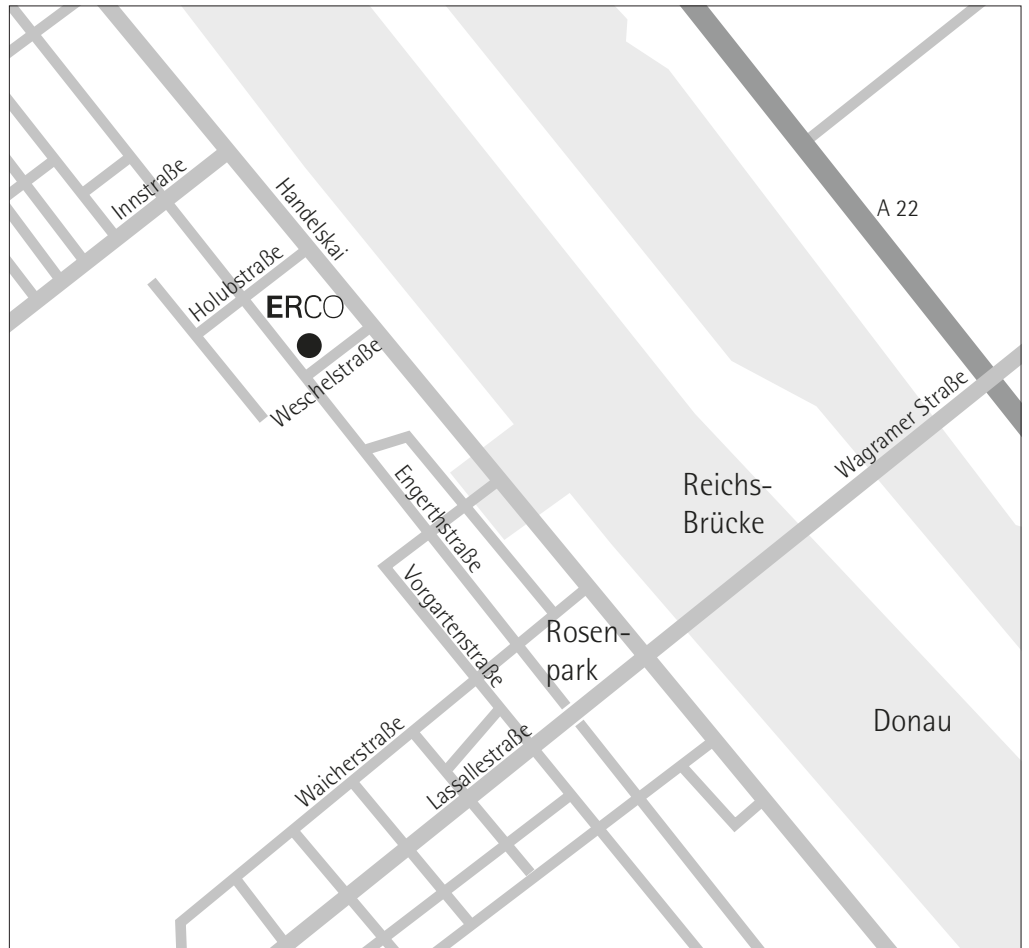 Innstraße
Handelskai
A 22
Holubstraße
ERCO
Weschelstraße
Wagramer Straße
Engerthstraße
Reichs-
Brücke
Vorgartenstraße
Rosen-
park
Donau
Waicherstraße
Lassallestraße